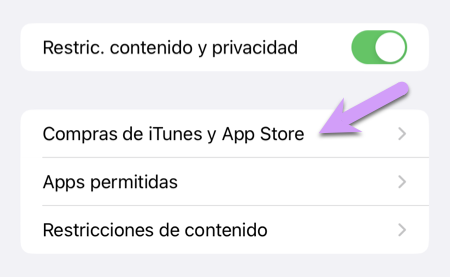 Restric. contenido y privacidad
Compras de iTunes y App Store
Apps permitidas
Restricciones de contenido